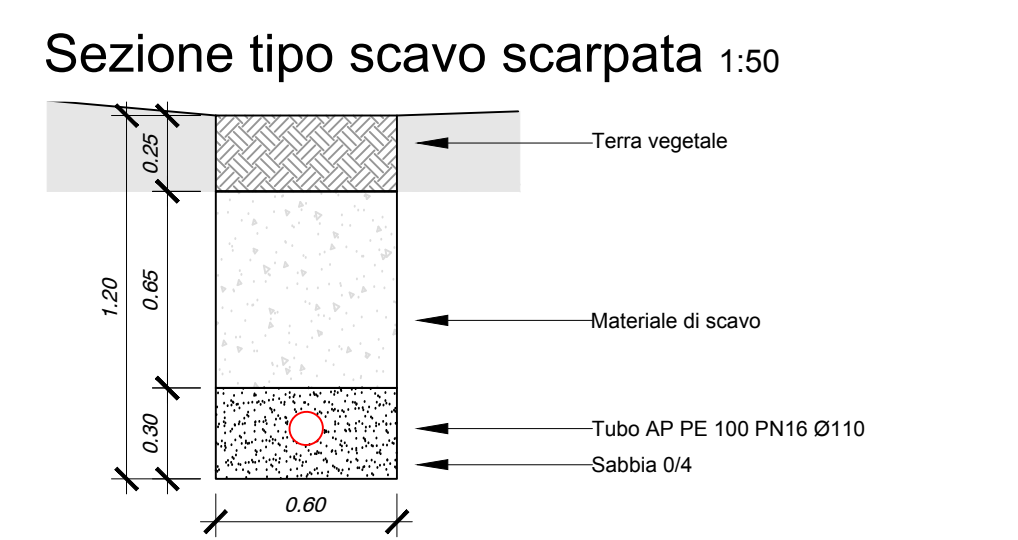 Sezione tipo scavo scarpata 1:50
0.25
Terra vegetale
1.20
0.65
Materiale di scavo
0.30
Tubo AP PE 100 PN16 Ø110
Sabbia 0/4
0.60